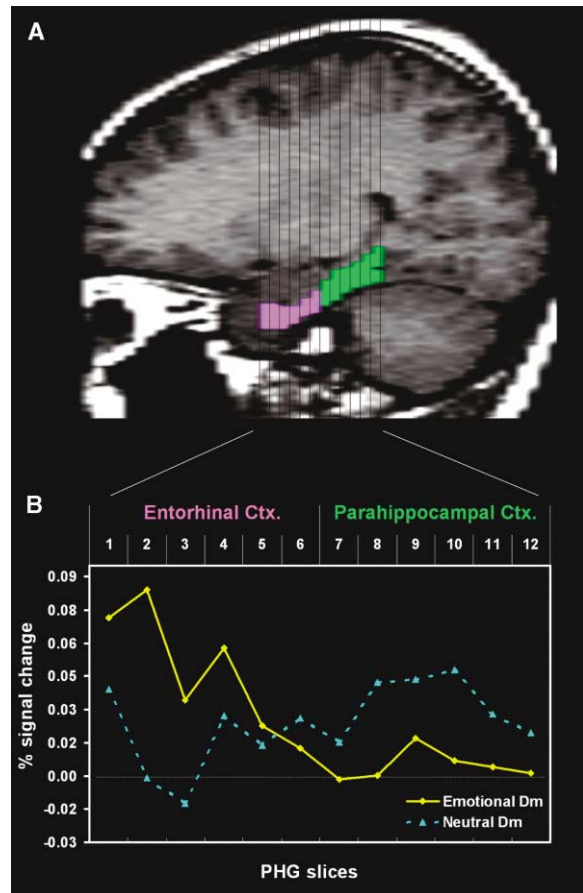 A
B
Entorhinal Ctx. Parahippocampal Ctx.
1 2 3 4 5 6 7 8 9 10 11 12
0.09
0.08
0.06
0.05
0.03
0.02
0.00
-0.02
-0.03
% signal change
Emotional Dm
Neutral Dm
PHG slices